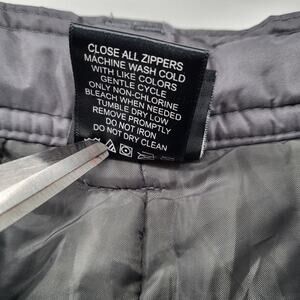 CLOSE ALL ZIPPERS
MACHINE WASH COLD
WITH LIKE COLORS
GENTLE CYCLE
ONLY NON-CHLORINE
BLEACH WHEN NEEDED
TUMBLE DRY LOW
REMOVE PROMPTLY
DO NOT IRON
DO NOT DRY CLEAN